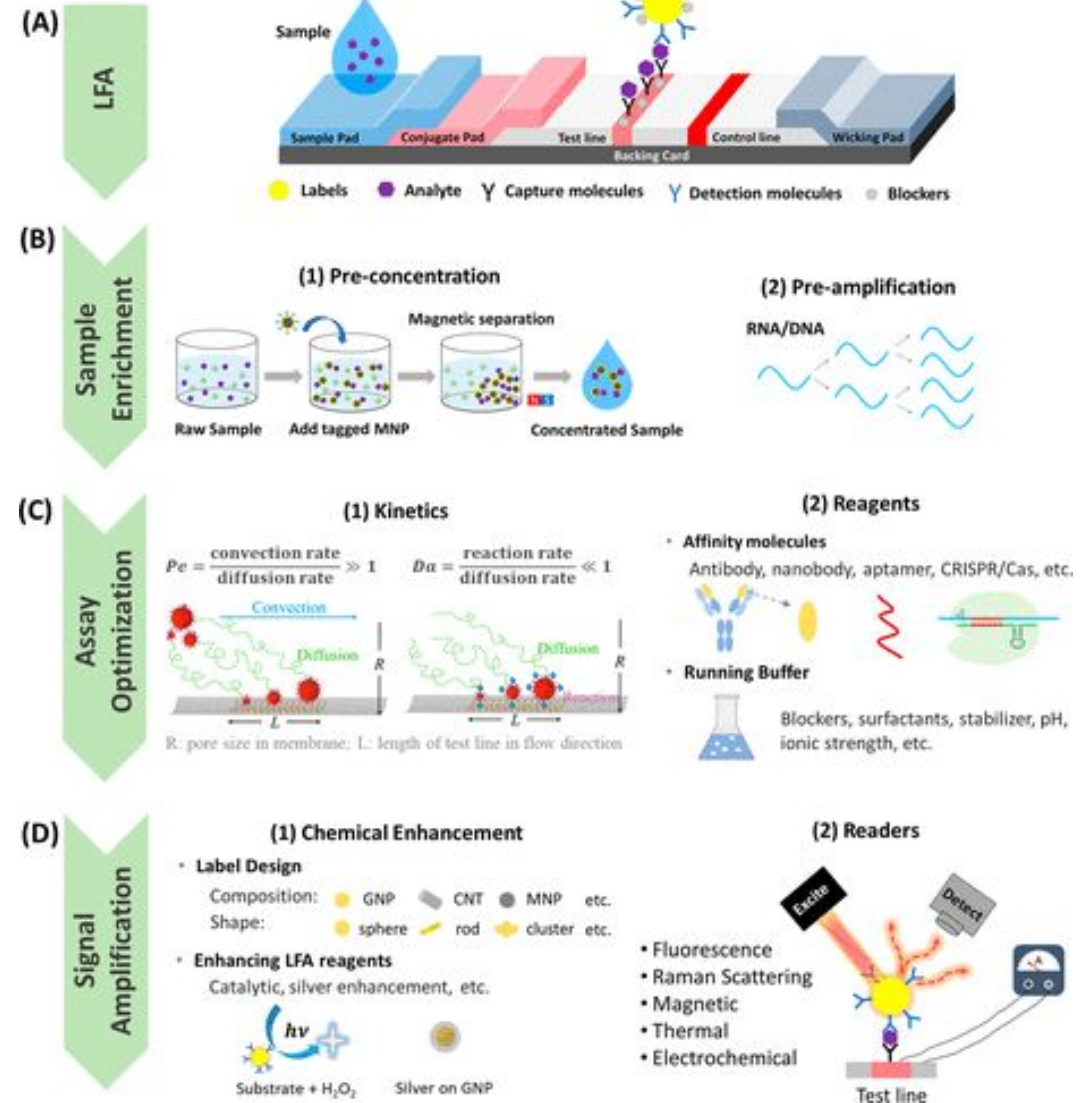 (A)
LFA
Sample
Sample Pad
Conjugate Pad
Test line
Control line
Wicking Pad
Backing Card
Labels
Analyte
Capture molecules
Detection molecules
Blockers
(B)
Sample
Enrichment
(1) Pre-concentration
Magnetic separation
Raw Sample
Add tagged MNP
N S
Concentrated Sample
(2) Pre-amplification
RNA/DNA
(C)
Assay
Optimization
(1) Kinetics
Pe = convection rate / diffusion rate ≫ 1
Da = reaction rate / diffusion rate ≪ 1
Convection
Diffusion
R
L
Diffusion
Reaction
R
L
R: pore size in membrane; L: length of test line in flow direction
(2) Reagents
• Affinity molecules
Antibody, nanobody, aptamer, CRISPR/Cas, etc.
• Running Buffer
Blockers, surfactants, stabilizer, pH,
ionic strength, etc.
(D)
Signal
Amplification
(1) Chemical Enhancement
• Label Design
Composition: GNP CNT MNP etc.
Shape: sphere rod cluster etc.
• Enhancing LFA reagents
Catalytic, silver enhancement, etc.
hν
Substrate + H₂O₂
Silver on GNP
(2) Readers
• Fluorescence
• Raman Scattering
• Magnetic
• Thermal
• Electrochemical
Excite
Detect
A
Test line